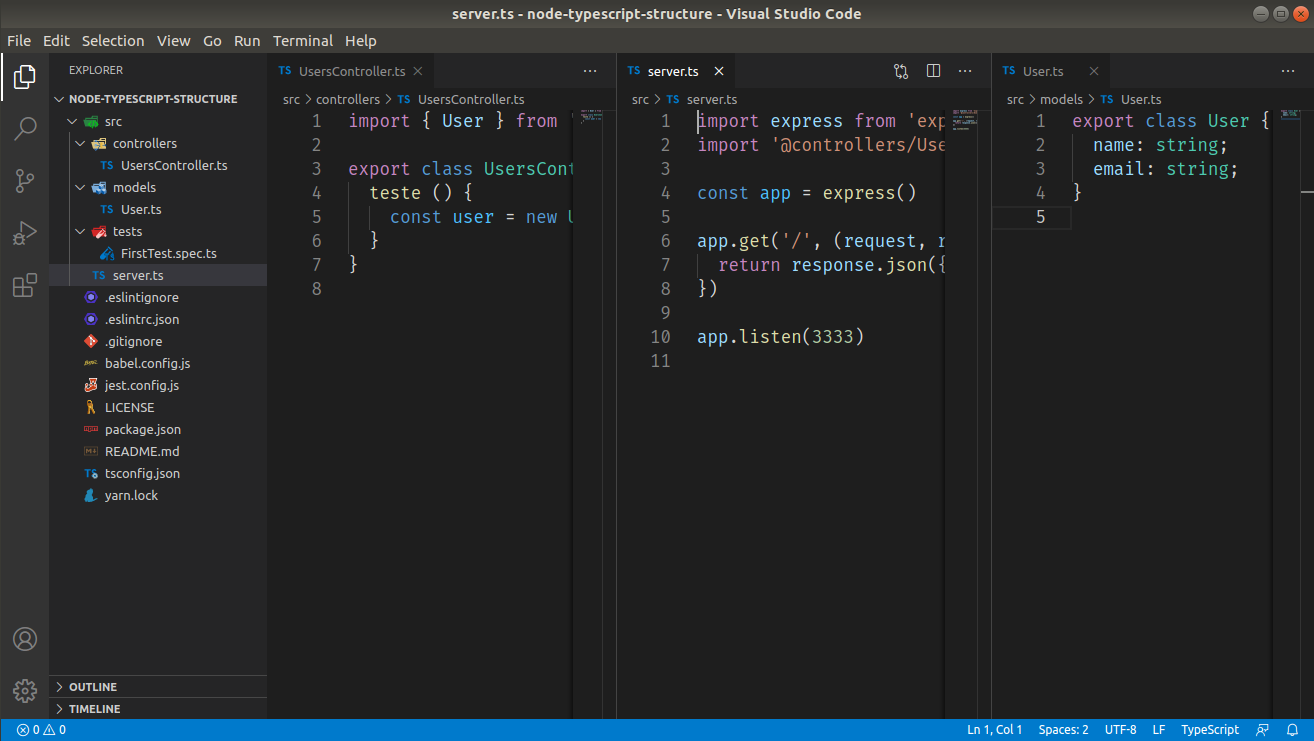 server.ts - node-typescript-structure - Visual Studio Code
File Edit Selection View Go Run Terminal Help
EXPLORER
NODE-TYPESCRIPT-STRUCTURE
src
controllers
TS UsersController.ts
models
TS User.ts
tests
FirstTest.spec.ts
TS server.ts
.eslintignore
.eslintrc.json
.gitignore
babel.config.js
jest.config.js
LICENSE
package.json
README.md
tsconfig.json
yarn.lock
OUTLINE
TIMELINE
TS UsersController.ts
src > controllers > TS UsersController.ts
1 import { User } from '
2
3 export class UsersCont
4 teste () {
5 const user = new U
6 }
7 }
8
TS server.ts
src > TS server.ts
1 import express from 'exp
2 import '@controllers/Use
3
4 const app = express()
5
6 app.get('/', (request, r
7 return response.json({
8 })
9
10 app.listen(3333)
11
TS User.ts
src > models > TS User.ts
1 export class User {
2 name: string;
3 email: string;
4 }
5
0 0
Ln 1, Col 1 Spaces: 2 UTF-8 LF TypeScript